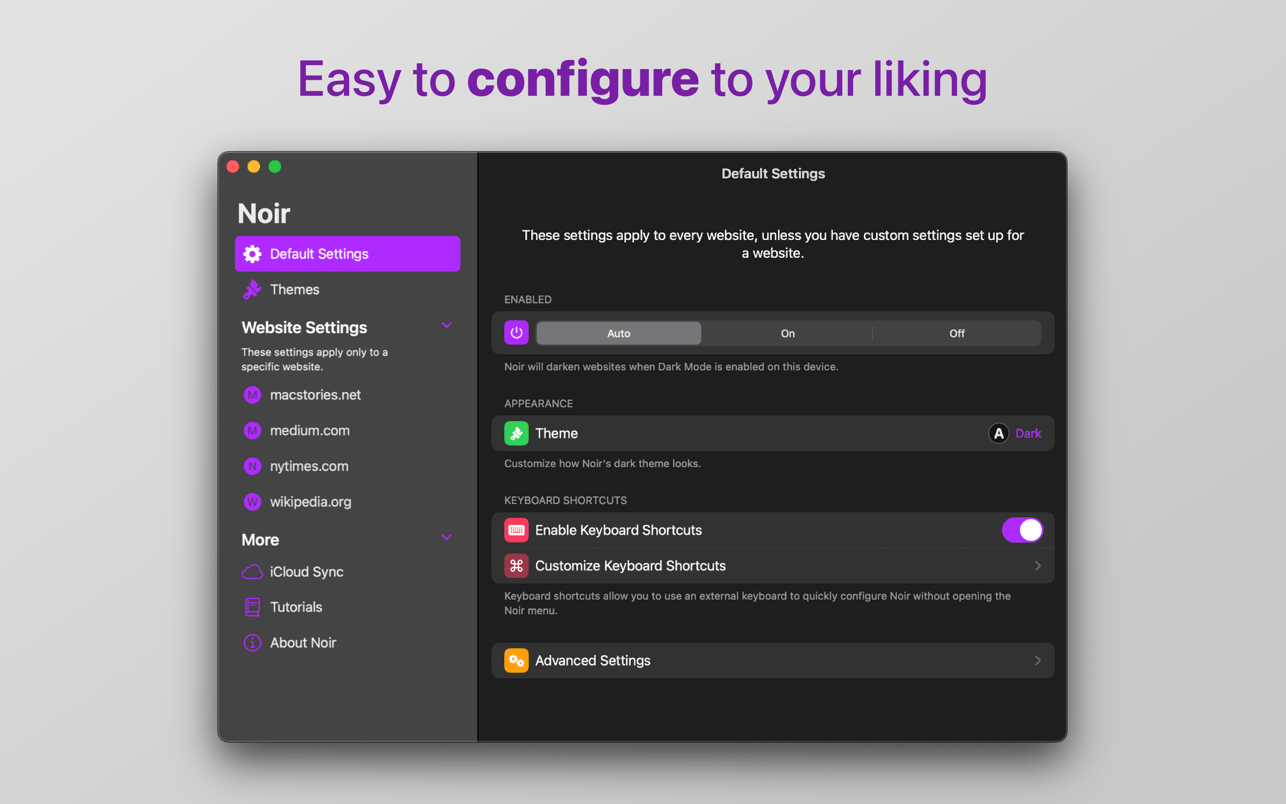 Easy to configure to your liking
Noir
Default Settings
Themes
Website Settings
These settings apply only to a
specific website.
M macstories.net
M medium.com
N nytimes.com
W wikipedia.org
More
iCloud Sync
Tutorials
About Noir
Default Settings
These settings apply to every website, unless you have custom settings set up for
a website.
ENABLED
Auto On Off
Noir will darken websites when Dark Mode is enabled on this device.
APPEARANCE
Theme A Dark
Customize how Noir's dark theme looks.
KEYBOARD SHORTCUTS
Enable Keyboard Shortcuts
Customize Keyboard Shortcuts
Keyboard shortcuts allow you to use an external keyboard to quickly configure Noir without opening the
Noir menu.
Advanced Settings